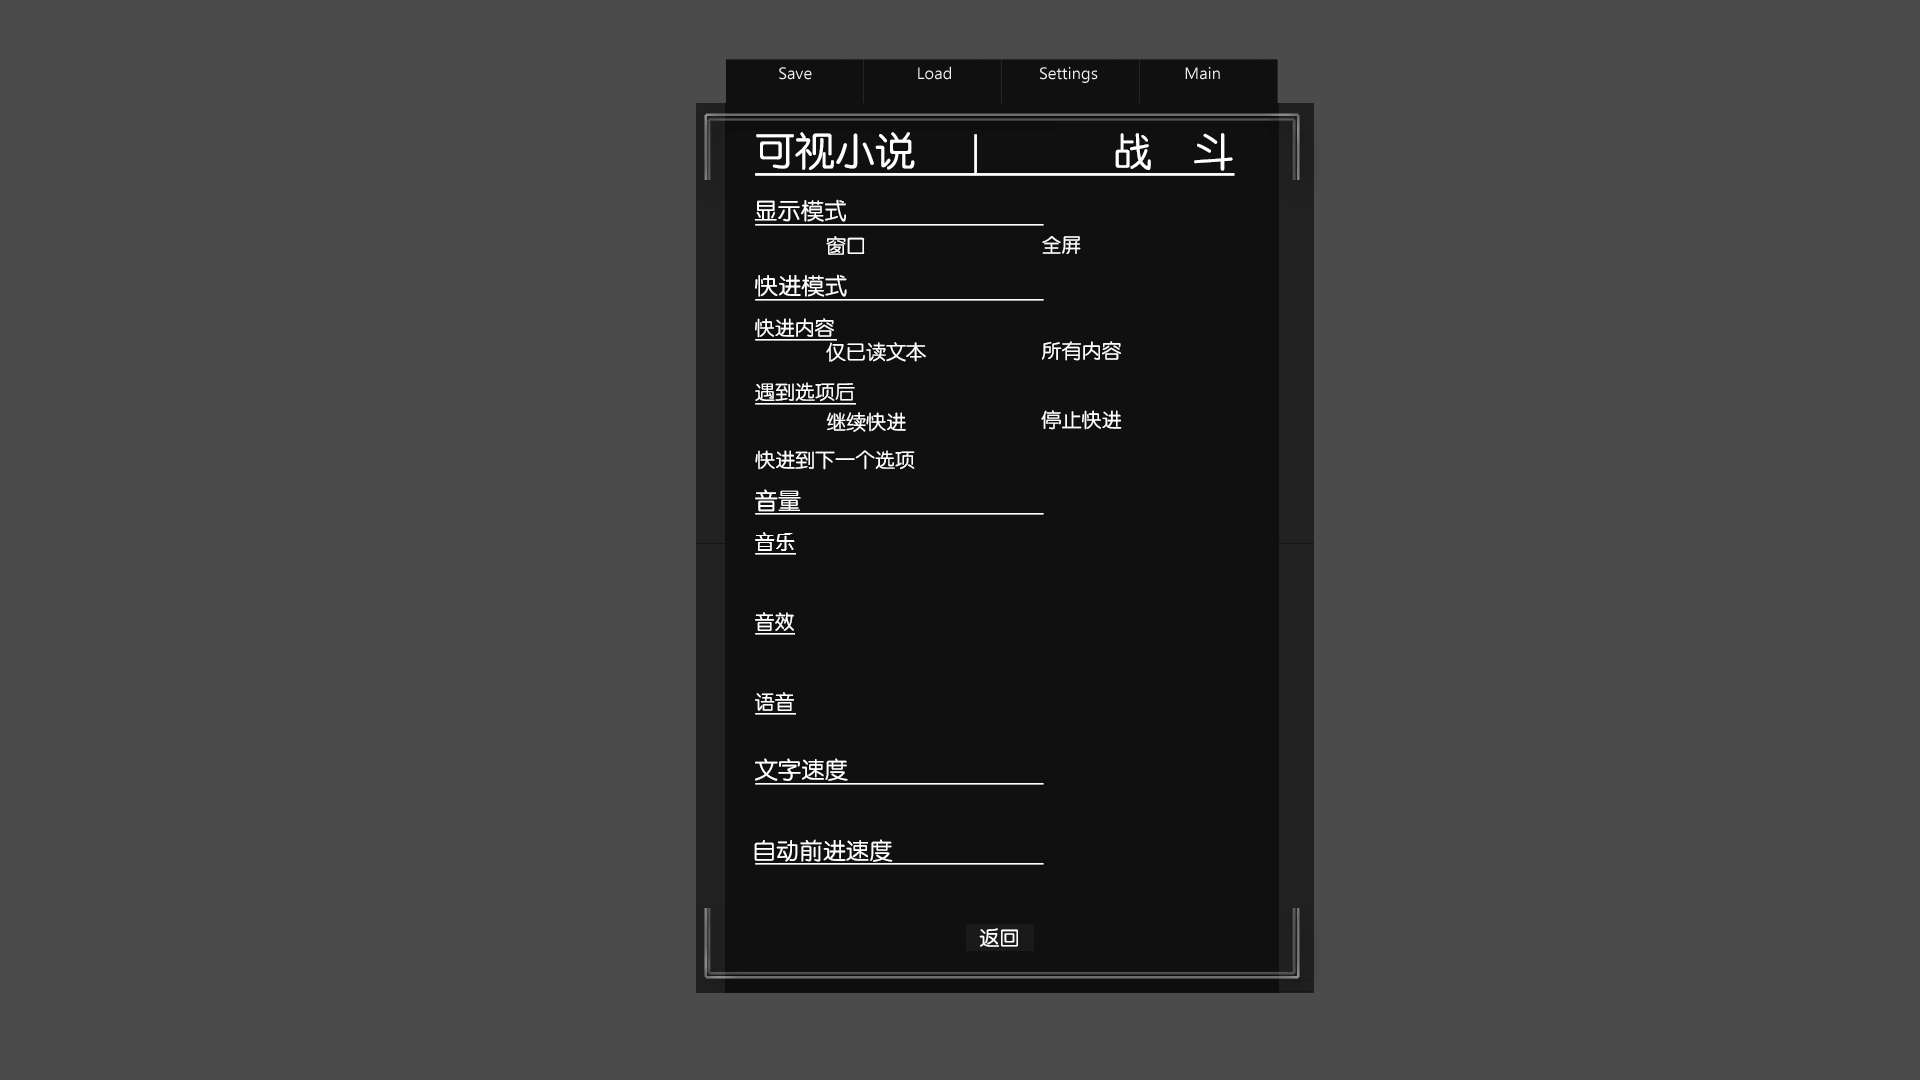 Save Load Settings Main
可视小说 | 战 斗
显示模式
窗口 全屏
快进模式
快进内容
仅已读文本 所有内容
遇到选项后
继续快进 停止快进
快进到下一个选项
音量
音乐
音效
语音
文字速度
自动前进速度
返回